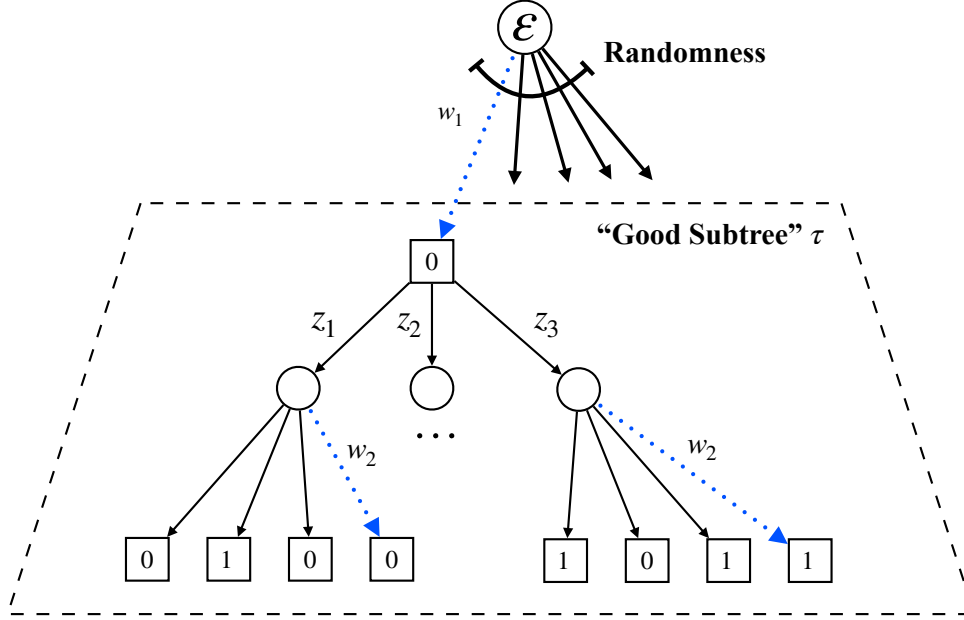 ε
Randomness
w₁
“Good Subtree” τ
0
z₁ z₂ z₃
. . .
w₂ w₂
0 1 0 0 1 0 1 1